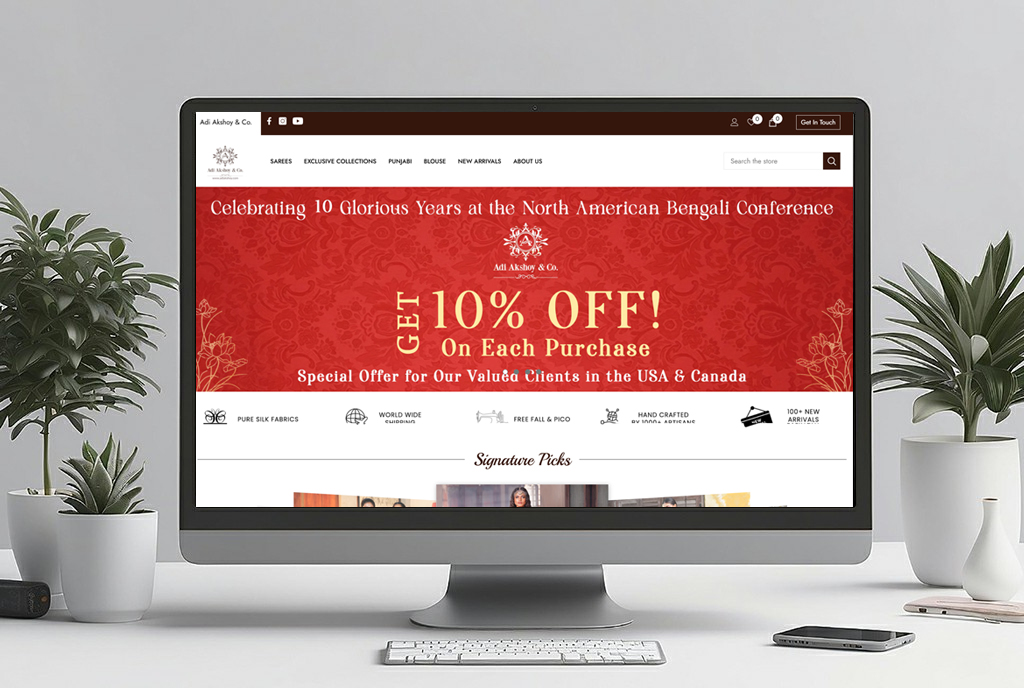 Adi Akshoy & Co.
0
0
Get In Touch
Adi Akshoy & Co.
SAREES
EXCLUSIVE COLLECTIONS
PUNJABI
BLOUSE
NEW ARRIVALS
ABOUT US
Search the store
Celebrating 10 Glorious Years at the North American Bengali Conference
A
Adi Akshoy & Co.
GET
10% OFF!
On Each Purchase
Special Offer for Our Valued Clients in the USA & Canada
PURE SILK FABRICS
WORLD WIDE
SHIPPING
FREE FALL & PICO
HAND CRAFTED
BY 1000+ ARTISANS
NEW
100+ NEW
ARRIVALS
Signature Picks